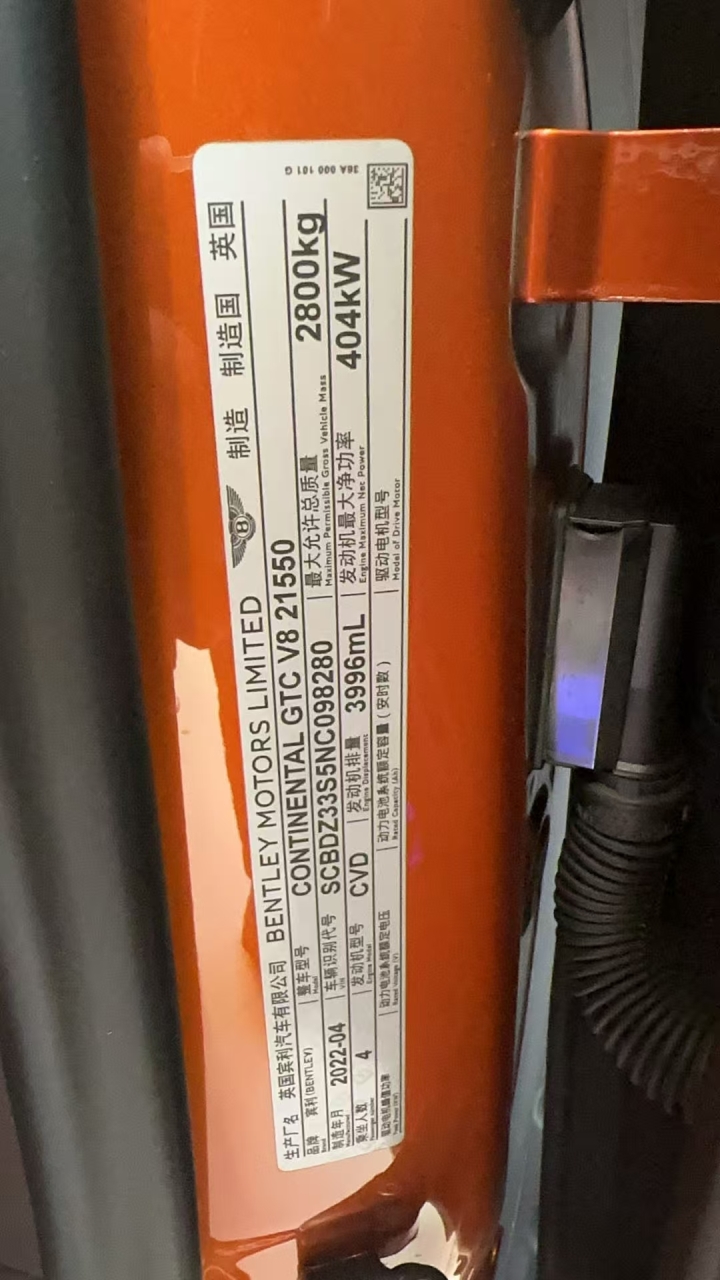 生产厂名 英国宾利汽车有限公司 BENTLEY MOTORS LIMITED B 制造 制造国 英国
品牌 宾利(BENTLEY) 整车型号 CONTINENTAL GTC V8 21550
Brand Model
制造年月 2022-04 车辆识别代号 SCBDZ33S5NC098280 最大允许总质量 2800kg
VIN Maximum Permissible Gross Vehicle Mass
乘坐人数 4 发动机型号 CVD 发动机排量 3996mL 发动机最大净功率 404kW
Passenger number Engine Model Engine Displacement Engine Maximum Net Power
驱动电机峰值功率 动力电池系统额定电压 动力电池系统额定容量(安时数) 驱动电机型号
Rated Voltage (V) Rated Capacity (Ah) Model of Drive Motor
36A 000 101 G